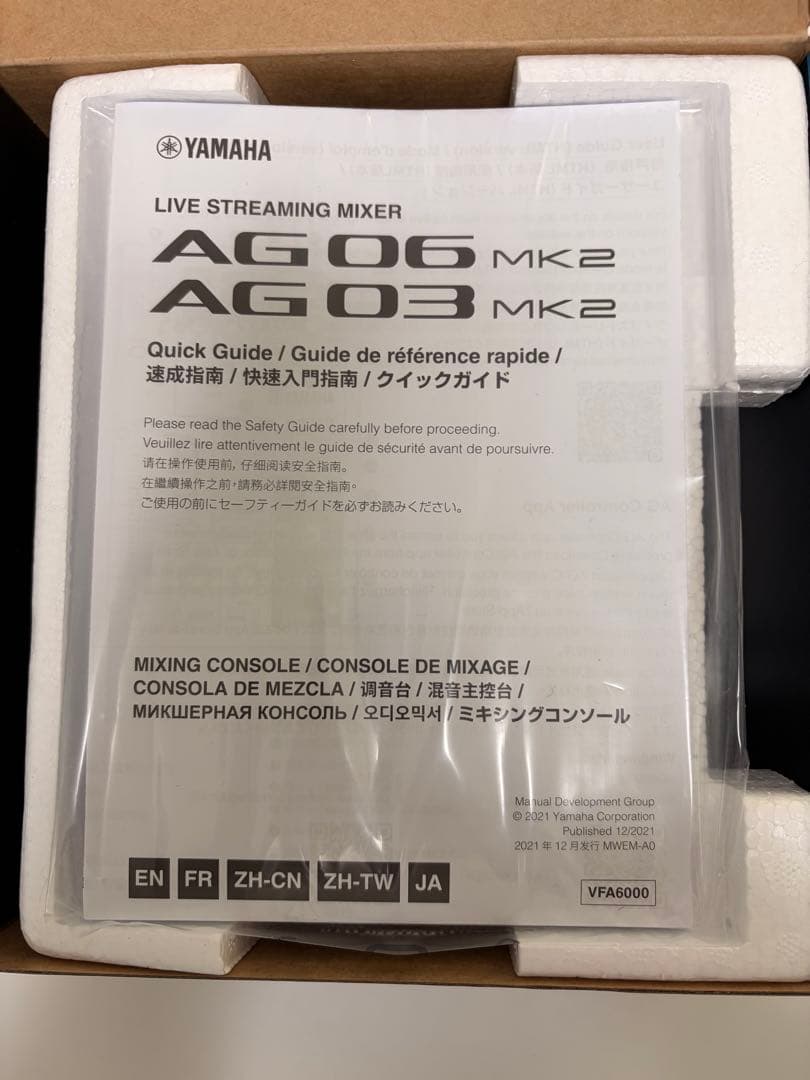 YAMAHA
LIVE STREAMING MIXER
AG 06 MK2
AG 03 MK2
Quick Guide / Guide de référence rapide /
速成指南 / 快速入門指南 / クイックガイド
Please read the Safety Guide carefully before proceeding.
Veuillez lire attentivement le guide de sécurité avant de poursuivre.
请在操作使用前，仔细阅读安全指南。
在繼續操作之前，請務必詳閱安全指南。
ご使用の前にセーフティーガイドを必ずお読みください。
MIXING CONSOLE / CONSOLE DE MIXAGE /
CONSOLA DE MEZCLA / 调音台 / 混音主控台 /
МИКШЕРНАЯ КОНСОЛЬ / 오디오믹서 / ミキシングコンソール
Manual Development Group
© 2021 Yamaha Corporation
Published 12/2021
2021 年 12 月发行 MWEM-A0
EN FR ZH-CN ZH-TW JA
VFA6000